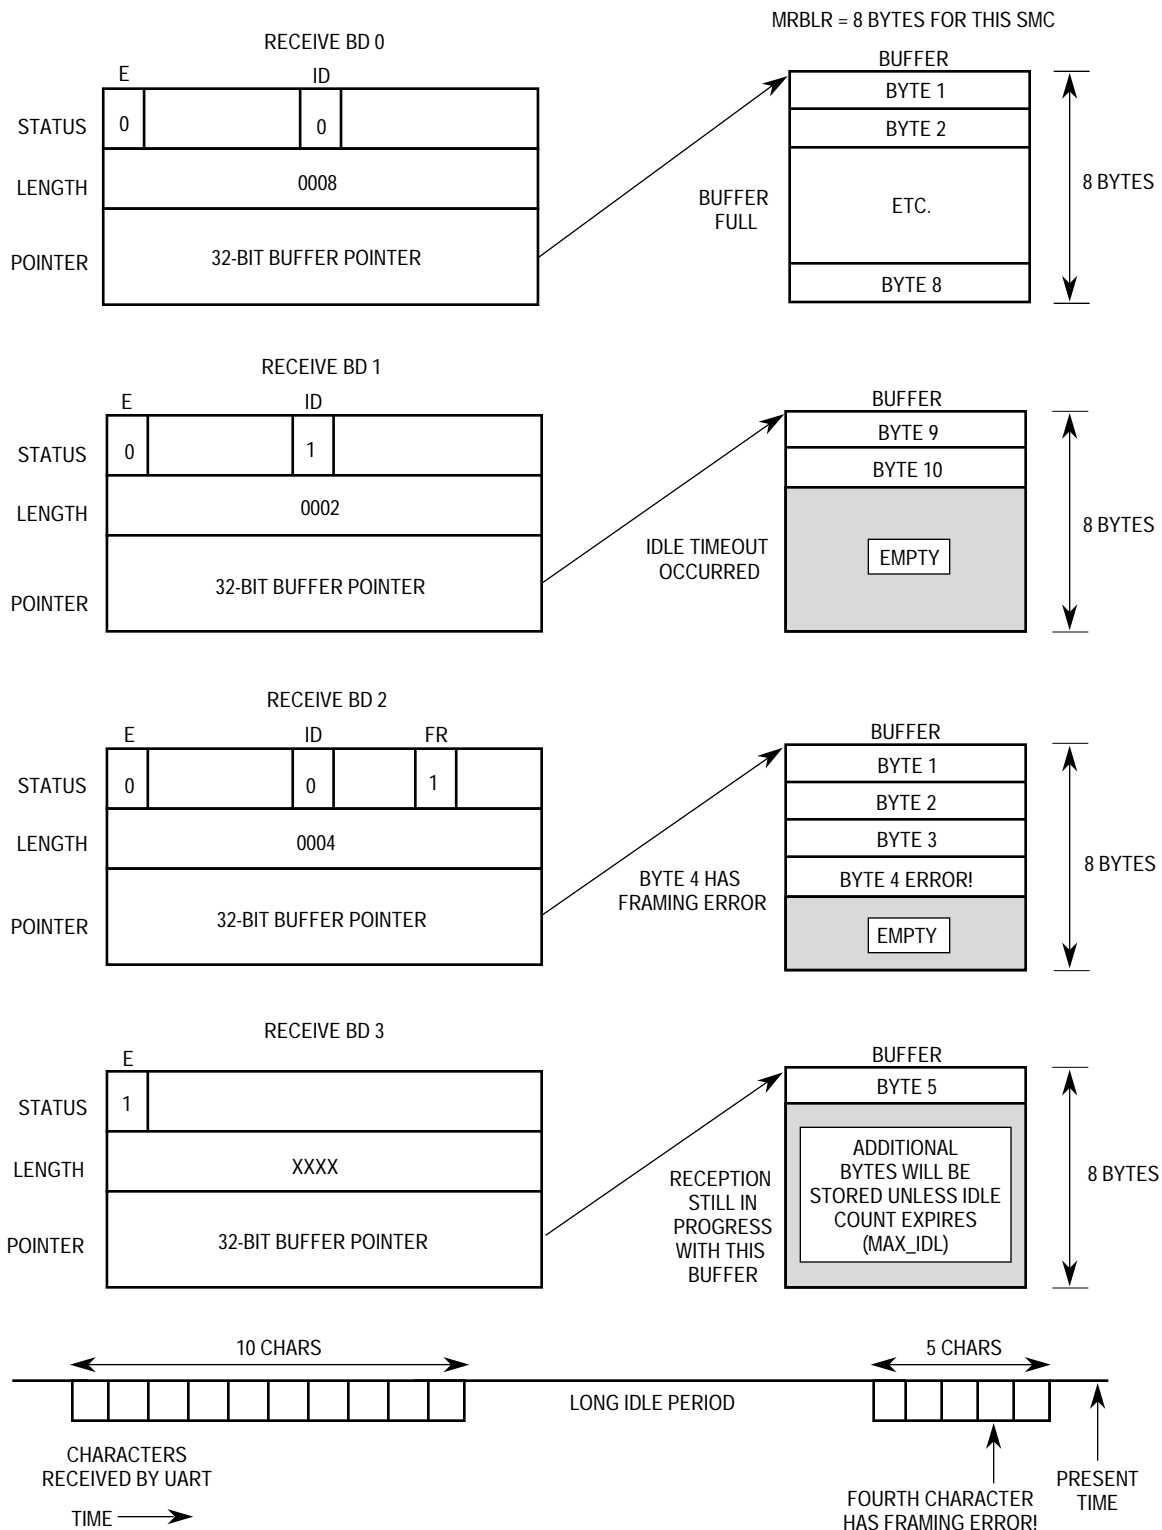 MRBLR = 8 BYTES FOR THIS SMC
RECEIVE BD 0
E ID
STATUS 0 0
LENGTH 0008
POINTER 32-BIT BUFFER POINTER
BUFFER
BYTE 1
BYTE 2
ETC.
BYTE 8
BUFFER
FULL
8 BYTES
RECEIVE BD 1
E ID
STATUS 0 1
LENGTH 0002
POINTER 32-BIT BUFFER POINTER
BUFFER
BYTE 9
BYTE 10
EMPTY
IDLE TIMEOUT
OCCURRED
8 BYTES
RECEIVE BD 2
E ID FR
STATUS 0 0 1
LENGTH 0004
POINTER 32-BIT BUFFER POINTER
BUFFER
BYTE 1
BYTE 2
BYTE 3
BYTE 4 ERROR!
EMPTY
BYTE 4 HAS
FRAMING ERROR
8 BYTES
RECEIVE BD 3
E
STATUS 1
LENGTH XXXX
POINTER 32-BIT BUFFER POINTER
BUFFER
BYTE 5
ADDITIONAL
BYTES WILL BE
STORED UNLESS IDLE
COUNT EXPIRES
(MAX_IDL)
RECEPTION
STILL IN
PROGRESS
WITH THIS
BUFFER
8 BYTES
10 CHARS
5 CHARS
LONG IDLE PERIOD
CHARACTERS
RECEIVED BY UART
TIME
FOURTH CHARACTER
HAS FRAMING ERROR!
PRESENT
TIME